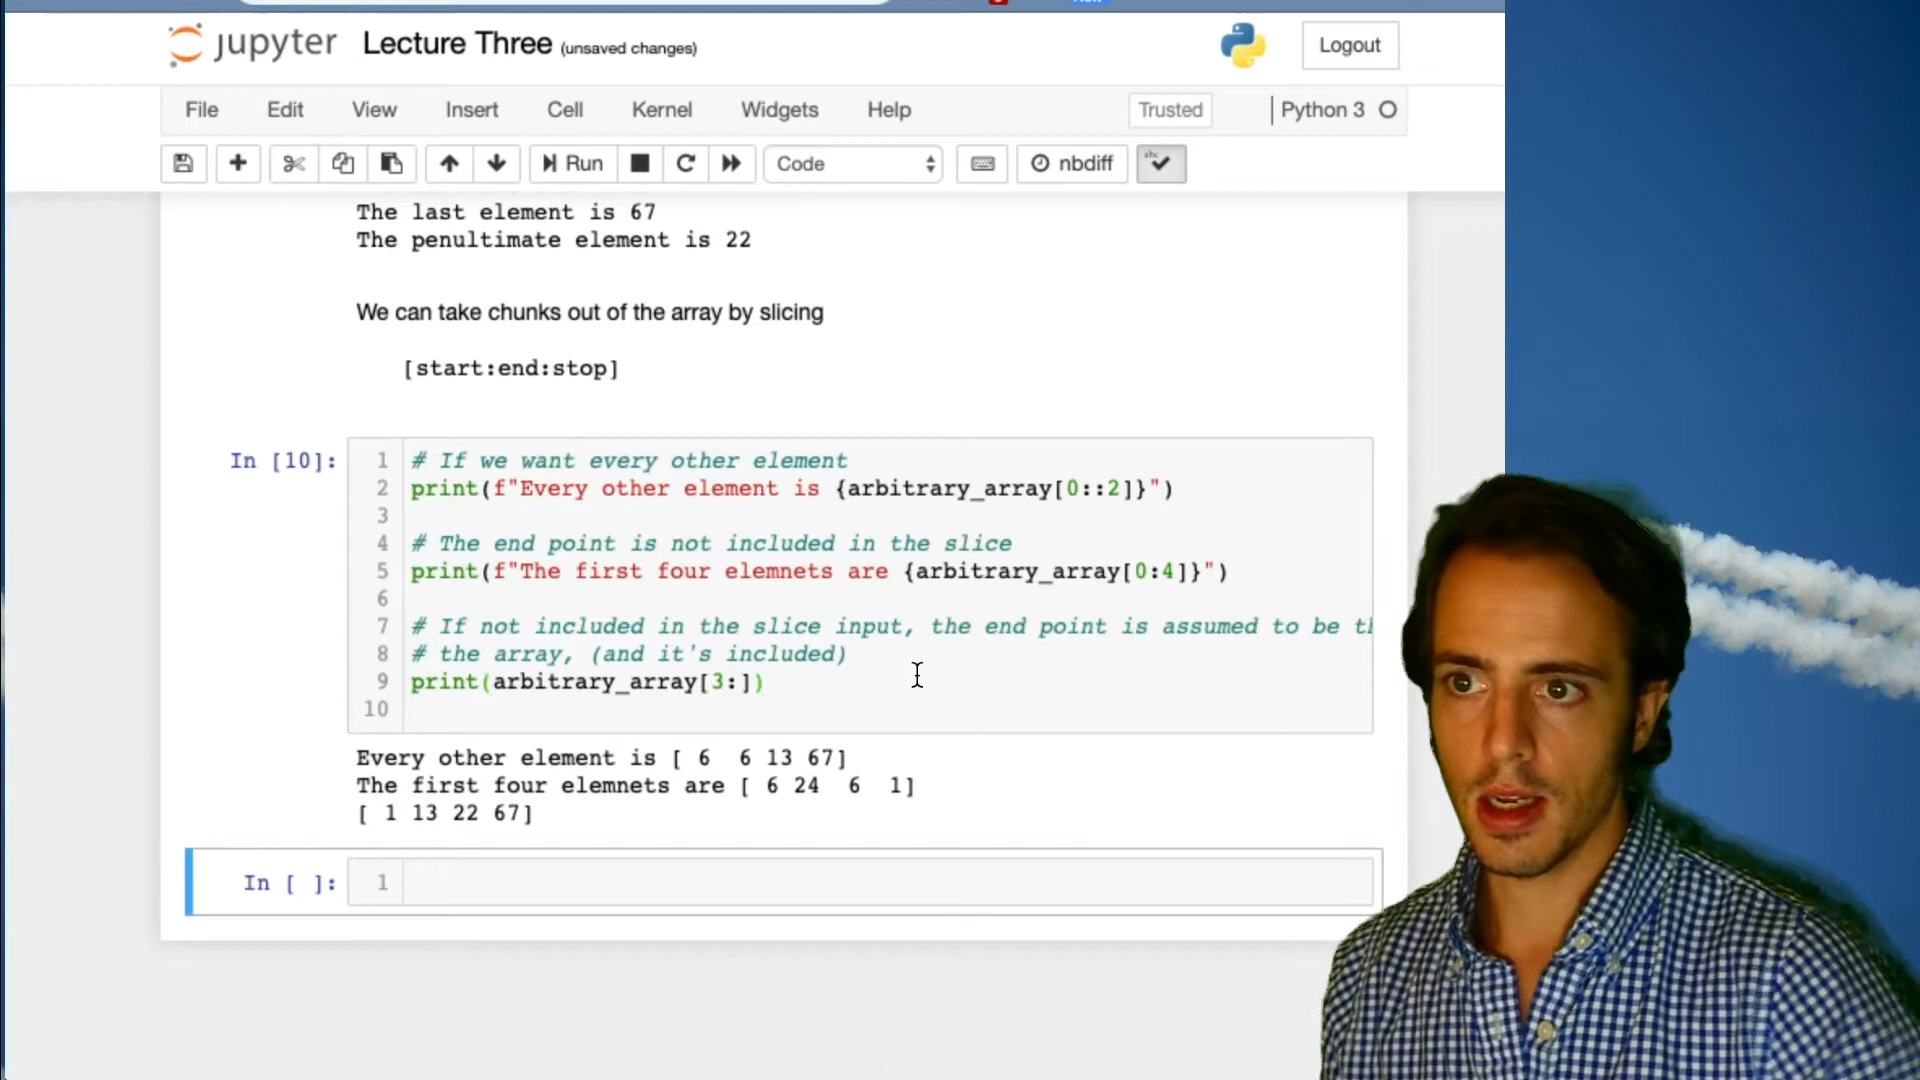 jupyter Lecture Three (unsaved changes)
Logout
File Edit View Insert Cell Kernel Widgets Help
Trusted
Python 3
Run
Code
nbdiff
abc
The last element is 67
The penultimate element is 22
We can take chunks out of the array by slicing
[start:end:stop]
In [10]:
1 # If we want every other element
2 print(f"Every other element is {arbitrary_array[0::2]}")
3
4 # The end point is not included in the slice
5 print(f"The first four elemnets are {arbitrary_array[0:4]}")
6
7 # If not included in the slice input, the end point is assumed to be
8 # the array, (and it's included)
9 print(arbitrary_array[3:])
10
Every other element is [ 6  6 13 67]
The first four elemnets are [ 6 24  6  1]
[ 1 13 22 67]
In [ ]: 1